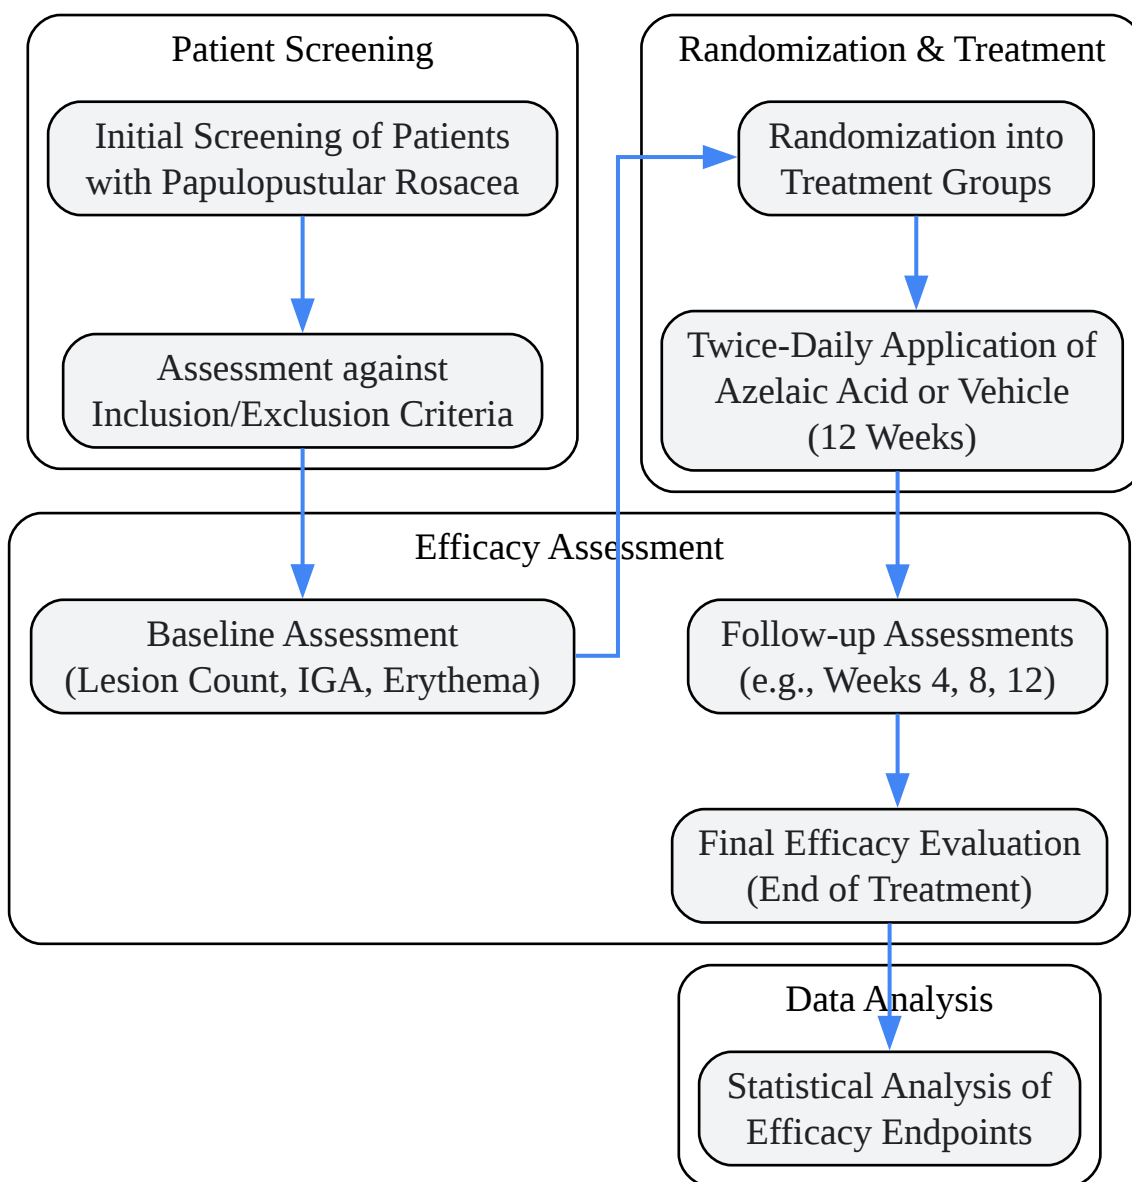 Patient Screening
Initial Screening of Patients
with Papulopustular Rosacea
Assessment against
Inclusion/Exclusion Criteria
Randomization & Treatment
Randomization into
Treatment Groups
Twice-Daily Application of
Azelaic Acid or Vehicle
(12 Weeks)
Efficacy Assessment
Baseline Assessment
(Lesion Count, IGA, Erythema)
Follow-up Assessments
(e.g., Weeks 4, 8, 12)
Final Efficacy Evaluation
(End of Treatment)
Data Analysis
Statistical Analysis of
Efficacy Endpoints